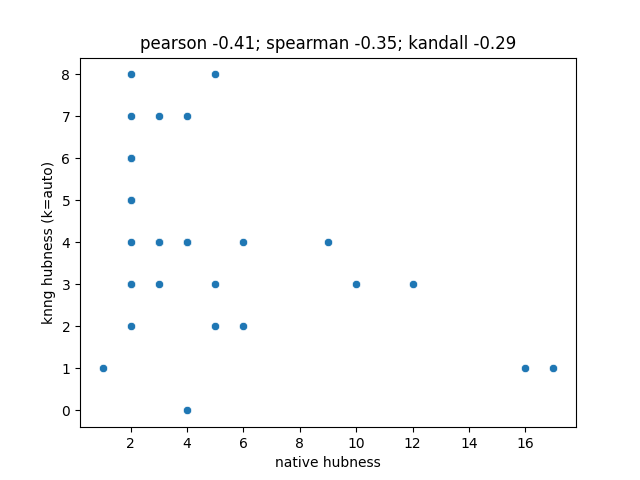 pearson -0.41; spearman -0.35; kandall -0.29
knng hubness (k=auto)
8
7
6
5
4
3
2
1
0
2 4 6 8 10 12 14 16
native hubness